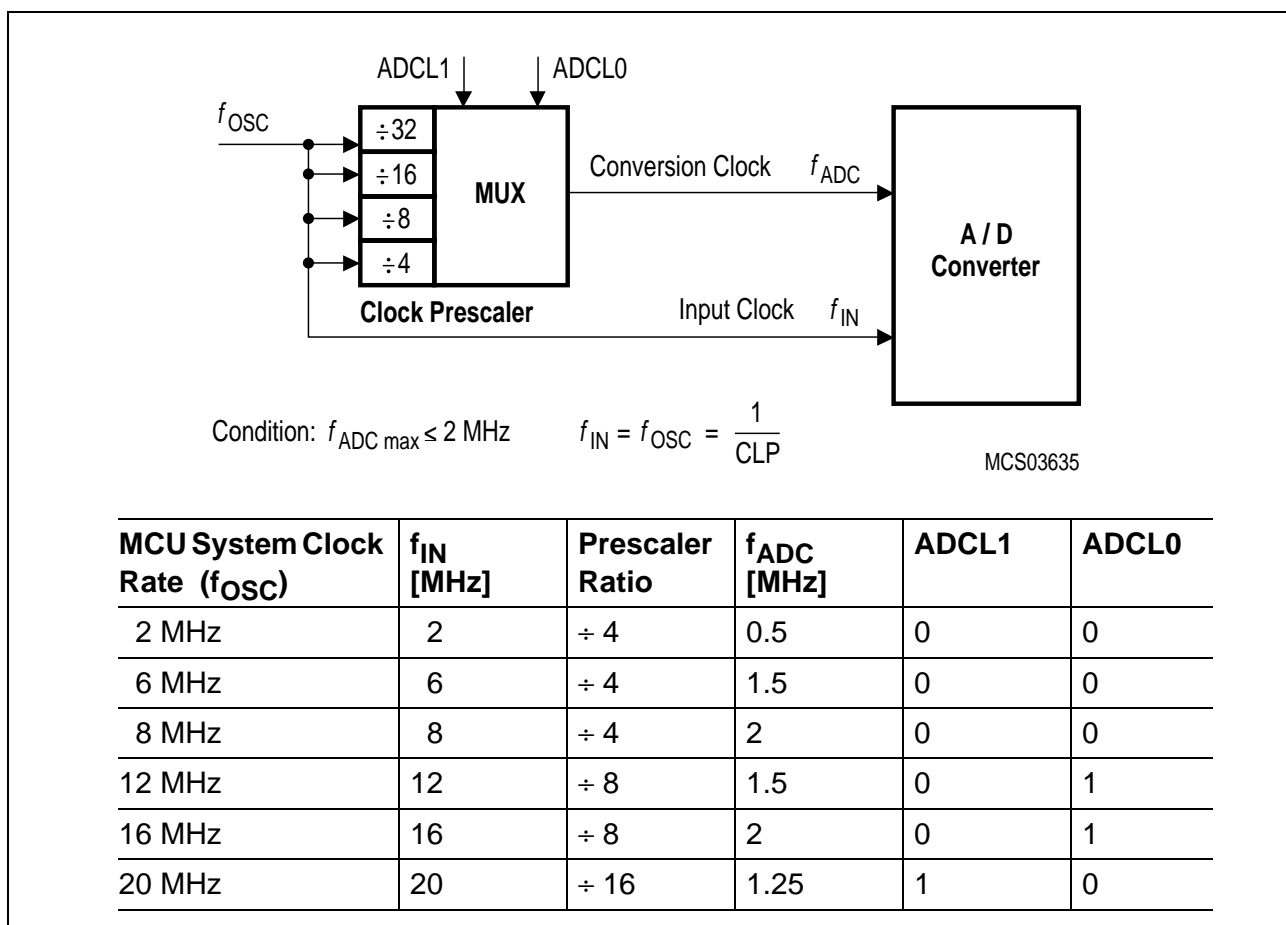 ADCL1 ADCL0
f OSC
÷32
÷16
÷8
÷4
MUX
Conversion Clock f ADC
A / D
Converter
Clock Prescaler
Input Clock f IN
Condition: f ADC max ≤ 2 MHz f IN = f OSC = 1
CLP
MCS03635
MCU System Clock Rate (fOSC) fIN [MHz] Prescaler Ratio fADC [MHz] ADCL1 ADCL0
2 MHz 2 ÷ 4 0.5 0 0
6 MHz 6 ÷ 4 1.5 0 0
8 MHz 8 ÷ 4 2 0 0
12 MHz 12 ÷ 8 1.5 0 1
16 MHz 16 ÷ 8 2 0 1
20 MHz 20 ÷ 16 1.25 1 0